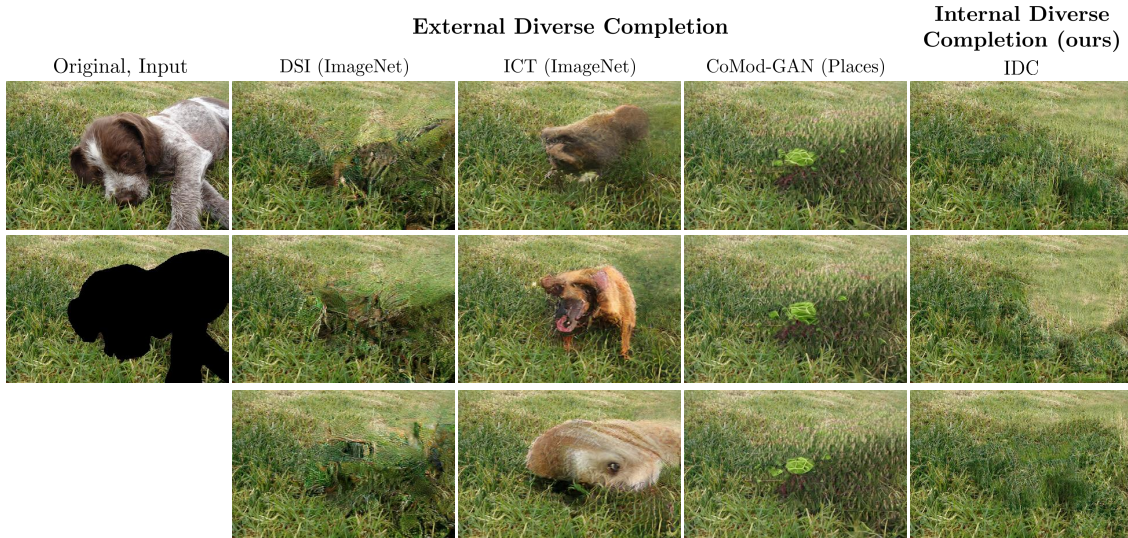 External Diverse Completion
Internal Diverse
Completion (ours)
Original, Input
DSI (ImageNet)
ICT (ImageNet)
CoMod-GAN (Places)
IDC